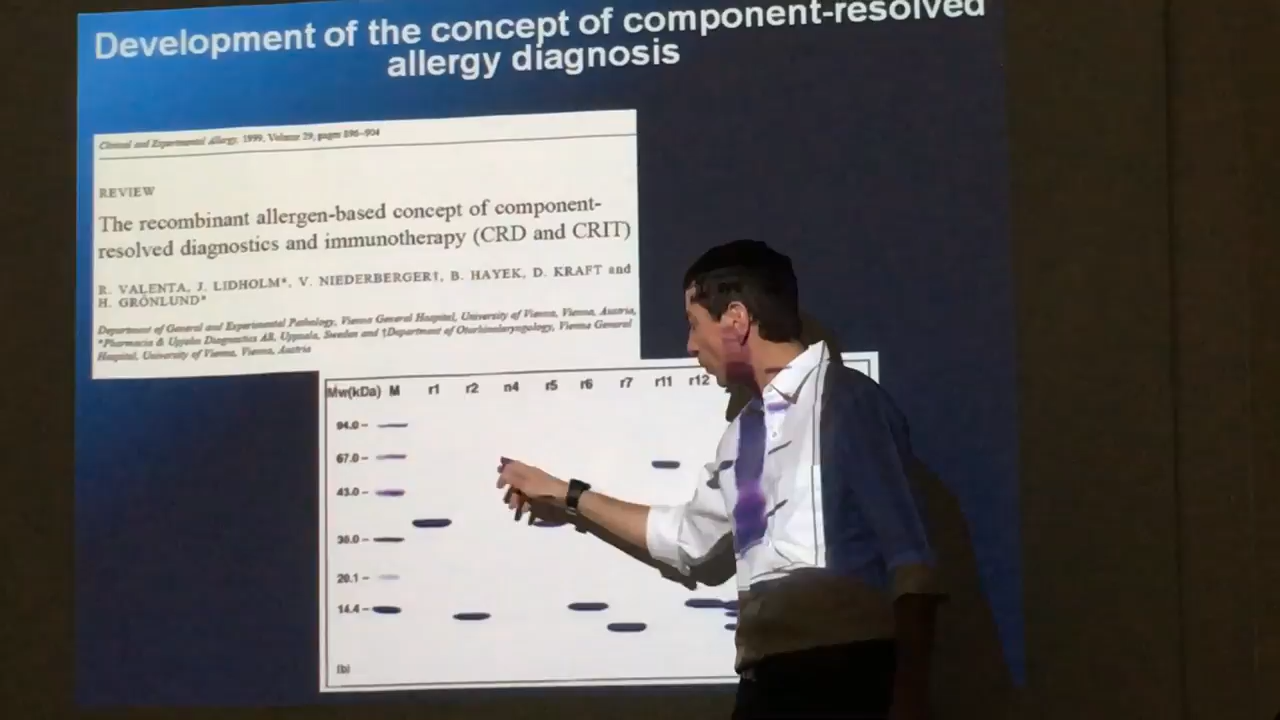 Development of the concept of component-resolved
allergy diagnosis
Clinical and Experimental Allergy, 1999, Volume 29, pages 896–904
REVIEW
The recombinant allergen-based concept of component-
resolved diagnostics and immunotherapy (CRD and CRIT)
R. VALENTA, J. LIDHOLM*, V. NIEDERBERGER†, B. HAYEK, D. KRAFT and
H. GRÖNLUND*
Department of General and Experimental Pathology, Vienna General Hospital, University of Vienna, Vienna, Austria,
*Pharmacia & Upjohn Diagnostics AB, Uppsala, Sweden and †Department of Otorhinolaryngology, Vienna General
Hospital, University of Vienna, Vienna, Austria
Mw(kDa) M r1 r2 n4 r5 r6 r7 r11 r12
94.0–
67.0–
43.0–
30.0–
20.1–
14.4–
(b)